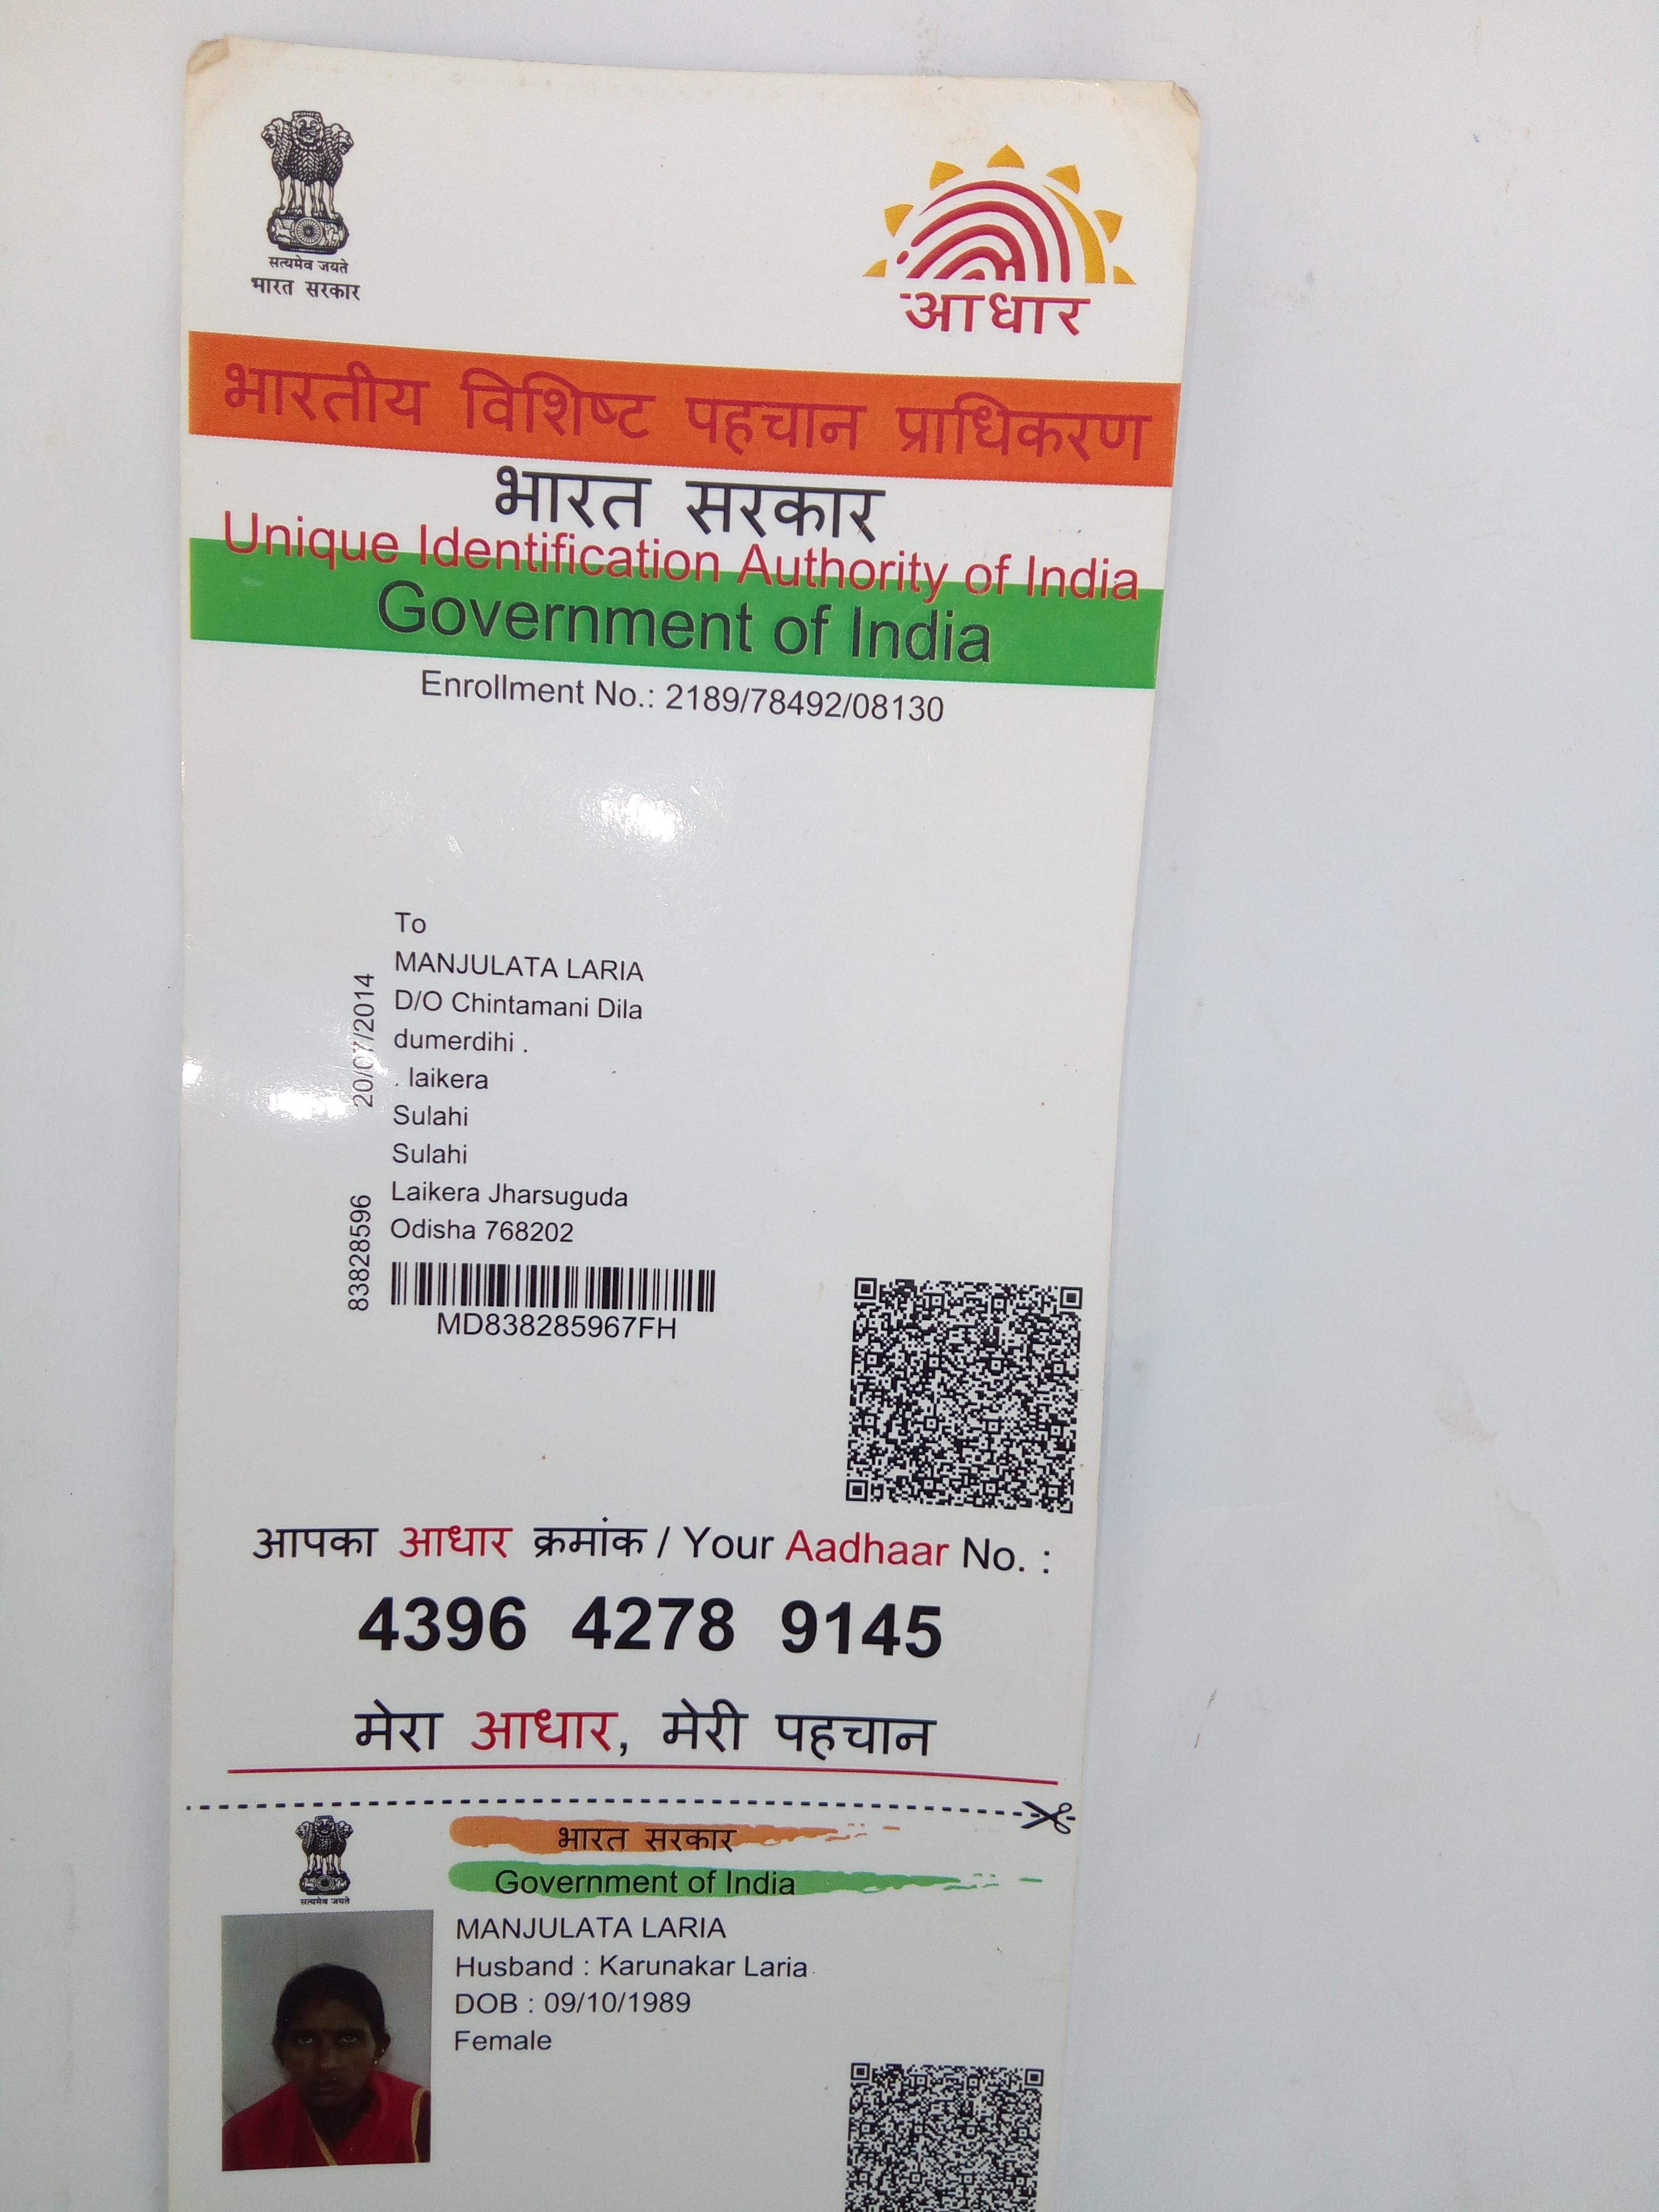 सत्यमेव जयते
भारत सरकार
आधार
भारतीय विशिष्ट पहचान प्राधिकरण
भारत सरकार
Unique Identification Authority of India
Government of India
Enrollment No.: 2189/78492/08130
To
MANJULATA LARIA
D/O Chintamani Dila
dumerdihi .
. laikera
Sulahi
Sulahi
Laikera Jharsuguda
Odisha 768202
20/07/2014
83828596
MD838285967FH
आपका आधार क्रमांक / Your Aadhaar No. :
4396 4278 9145
मेरा आधार, मेरी पहचान
भारत सरकार
Government of India
सत्यमेव जयते
MANJULATA LARIA
Husband : Karunakar Laria
DOB : 09/10/1989
Female